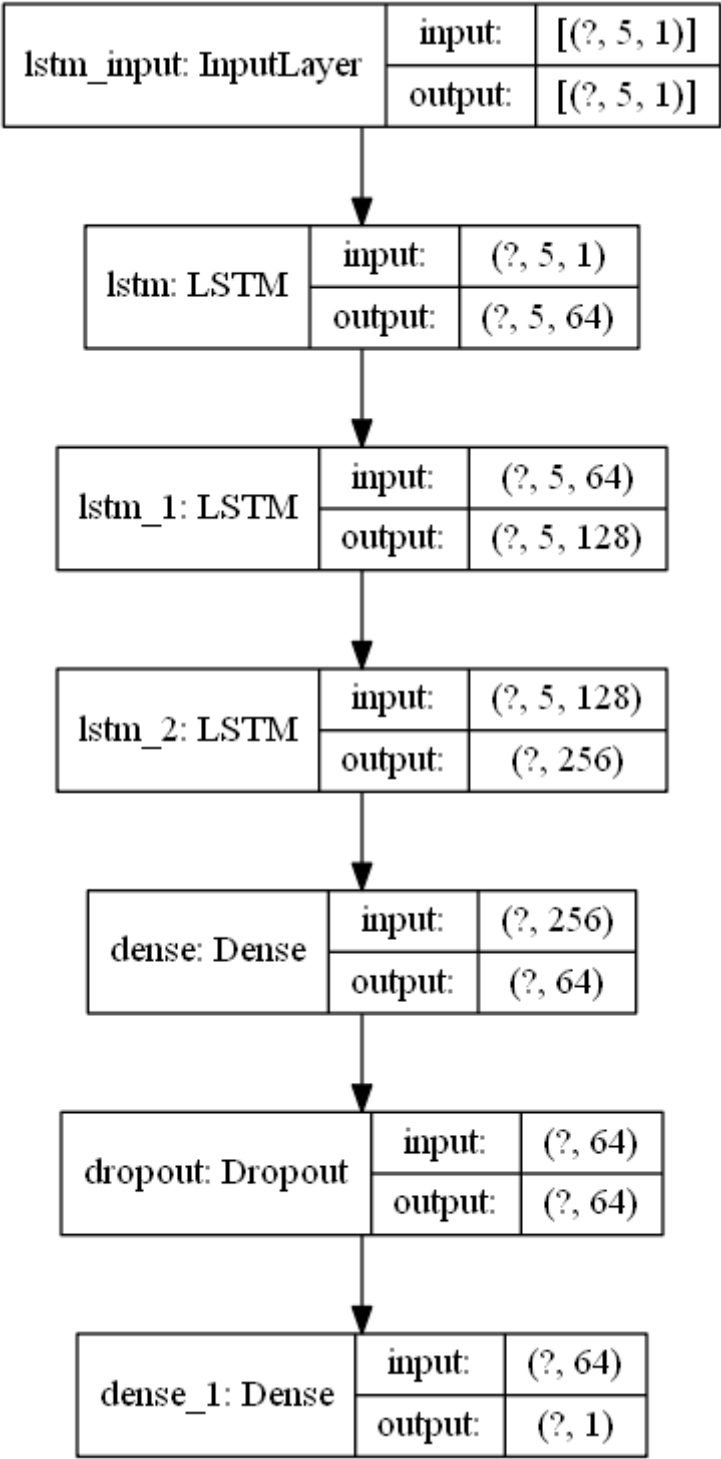 lstm_input: InputLayer input: [(?, 5, 1)]
output: [(?, 5, 1)]
lstm: LSTM input: (?, 5, 1)
output: (?, 5, 64)
lstm_1: LSTM input: (?, 5, 64)
output: (?, 5, 128)
lstm_2: LSTM input: (?, 5, 128)
output: (?, 256)
dense: Dense input: (?, 256)
output: (?, 64)
dropout: Dropout input: (?, 64)
output: (?, 64)
dense_1: Dense input: (?, 64)
output: (?, 1)